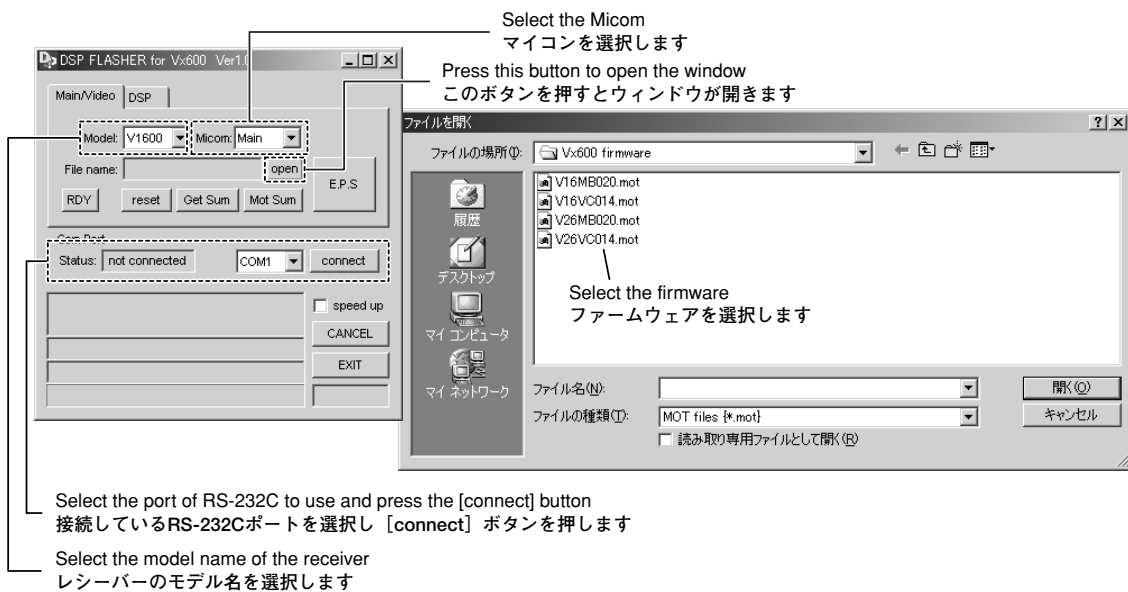 Select the Micom
マイコンを選択します
DSP FLASHER for Vx600 Ver1.
Press this button to open the window
このボタンを押すとウィンドウが開きます
Main/Video
DSP
Model:
V1600
Micom:
Main
File name:
open
E.P.S
RDY
reset
Get Sum
Mot Sum
Com Port
Status:
not connected
COM1
connect
speed up
CANCEL
EXIT
ファイルを開く
ファイルの場所(I):
Vx600 firmware
履歴
デスクトップ
マイ コンピュータ
マイ ネットワーク
V16MB020.mot
V16VC014.mot
V26MB020.mot
V26VC014.mot
Select the firmware
ファームウェアを選択します
ファイル名(N):
開く(O)
ファイルの種類(T):
MOT files {*.mot}
キャンセル
読み取り専用ファイルとして開く(R)
Select the port of RS-232C to use and press the [connect] button
接続しているRS-232Cポートを選択し［connect］ボタンを押します
Select the model name of the receiver
レシーバーのモデル名を選択します